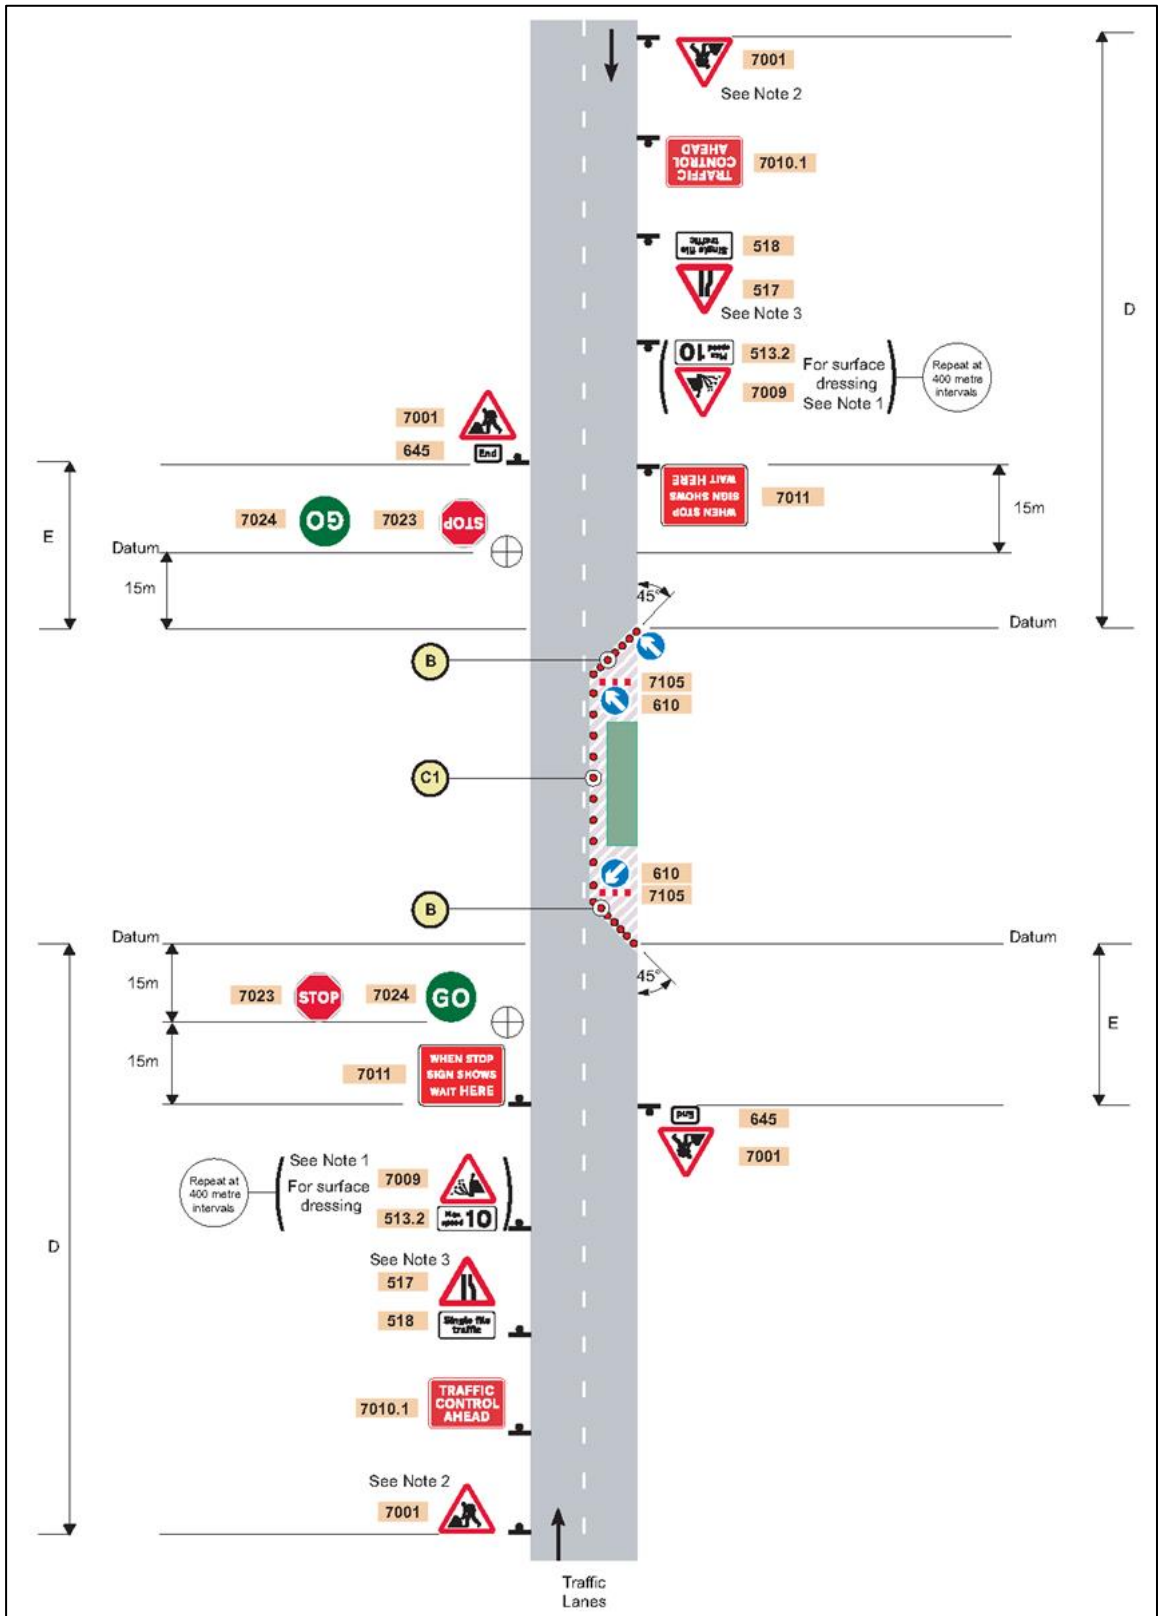 7001
See Note 2
TRAFFIC
CONTROL
AHEAD
7010.1
Single file
traffic
518
517
See Note 3
D
Max
speed 10
513.2
7009
For surface
dressing
See Note 1
Repeat at
400 metre
intervals
7001
645
End
WHEN STOP
SIGN SHOWS
WAIT HERE
7011
15m
7024
GO
7023
STOP
E
Datum
15m
45°
Datum
B
7105
610
C1
610
7105
B
Datum
Datum
15m
45°
7023
STOP
7024
GO
E
15m
7011
WHEN STOP
SIGN SHOWS
WAIT HERE
End
645
7001
See Note 1
For surface
dressing
Repeat at
400 metre
intervals
7009
513.2
Max
speed 10
D
See Note 3
517
518
Single file
traffic
7010.1
TRAFFIC
CONTROL
AHEAD
See Note 2
7001
Traffic
Lanes